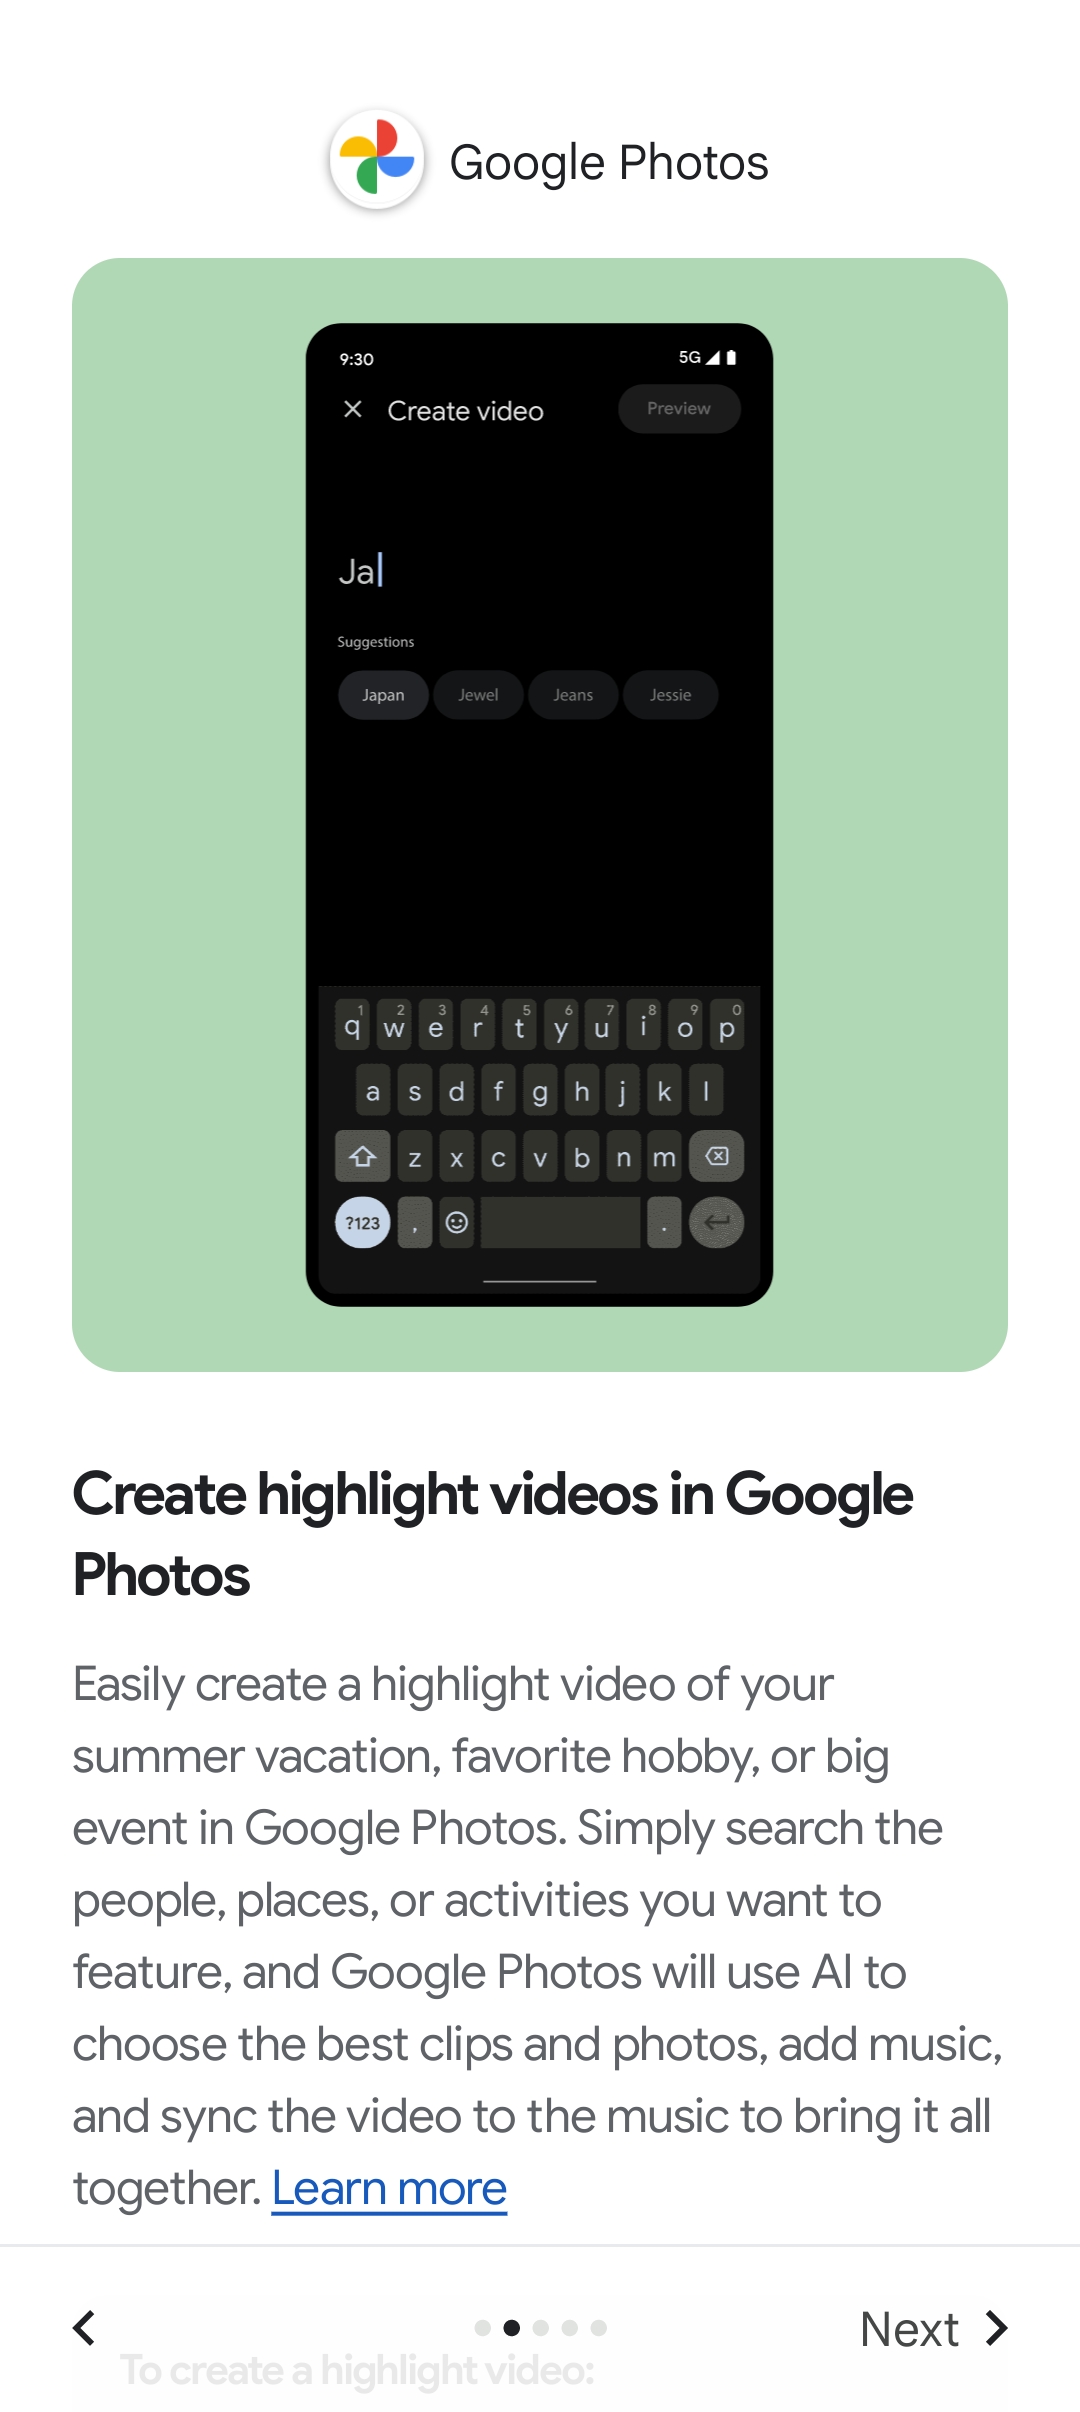 Google Photos
9:30 5G
Create video Preview
Ja
Suggestions
Japan Jewel Jeans Jessie
1 2 3 4 5 6 7 8 9 0
q w e r t y u i o p
a s d f g h j k l
z x c v b n m
?123 , .
Create highlight videos in Google
Photos
Easily create a highlight video of your
summer vacation, favorite hobby, or big
event in Google Photos. Simply search the
people, places, or activities you want to
feature, and Google Photos will use AI to
choose the best clips and photos, add music,
and sync the video to the music to bring it all
together. Learn more
Next
To create a highlight video: